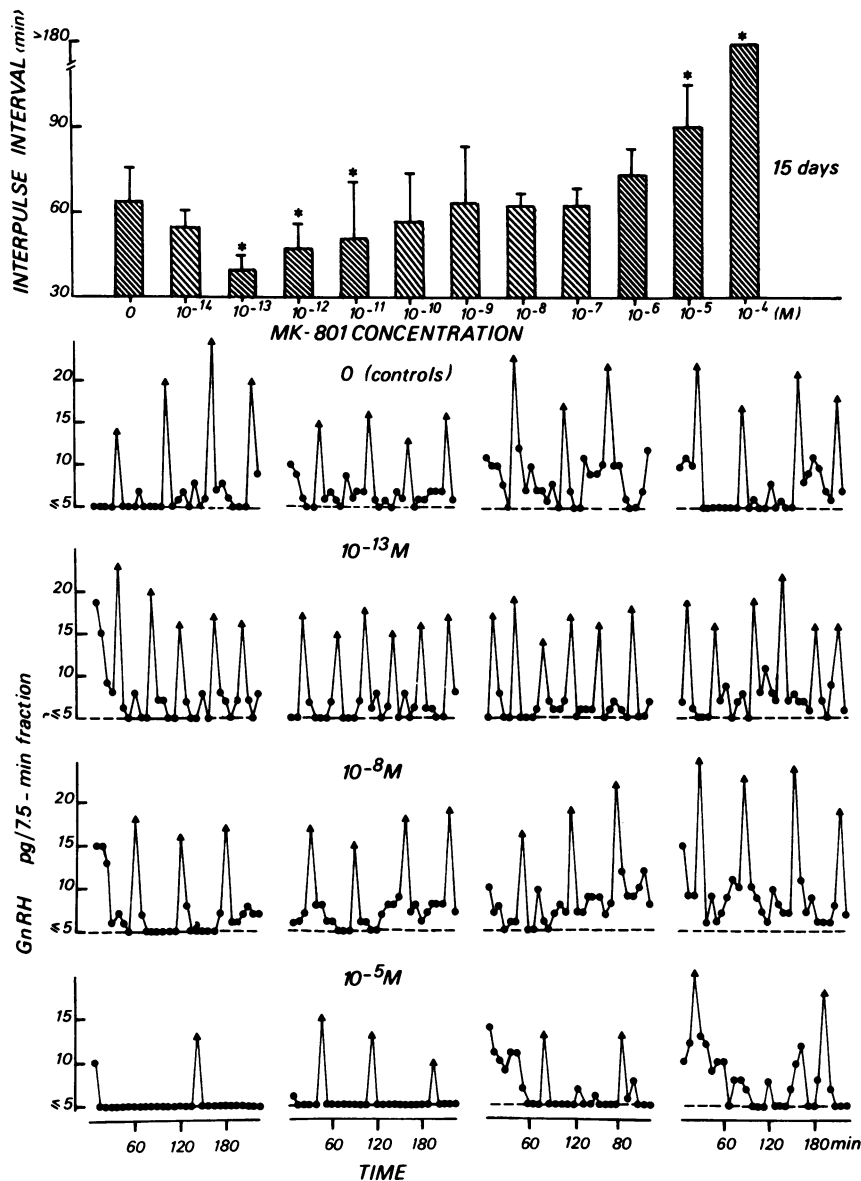 INTERPULSE INTERVAL (min)
>180
90
60
30
* * * * *
15 days
0 10-14 10-13 10-12 10-11 10-10 10-9 10-8 10-7 10-6 10-5 10-4 (M)
MK-801 CONCENTRATION
0 (controls)
20
15
10
≤5
10-13M
20
15
10
≤5
GnRH pg/7.5-min fraction
10-8M
20
15
10
≤5
10-5M
15
10
≤5
60 120 180 60 120 180 60 120 80 60 120 180min
TIME